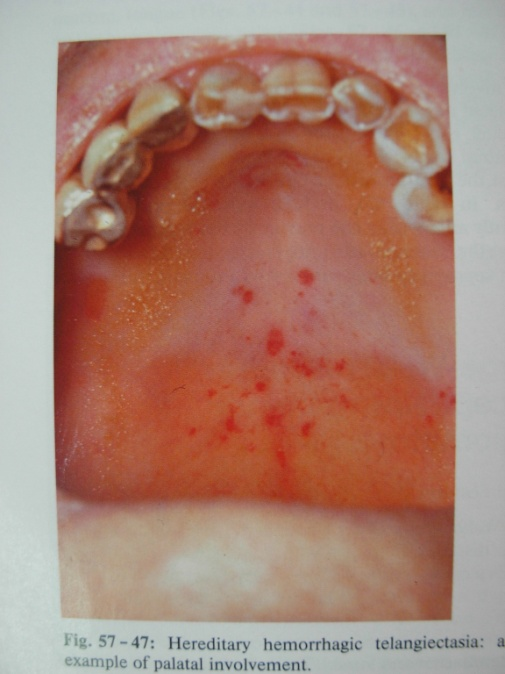 Fig. 57-47: Hereditary hemorrhagic telangiectasia: a
example of palatal involvement.